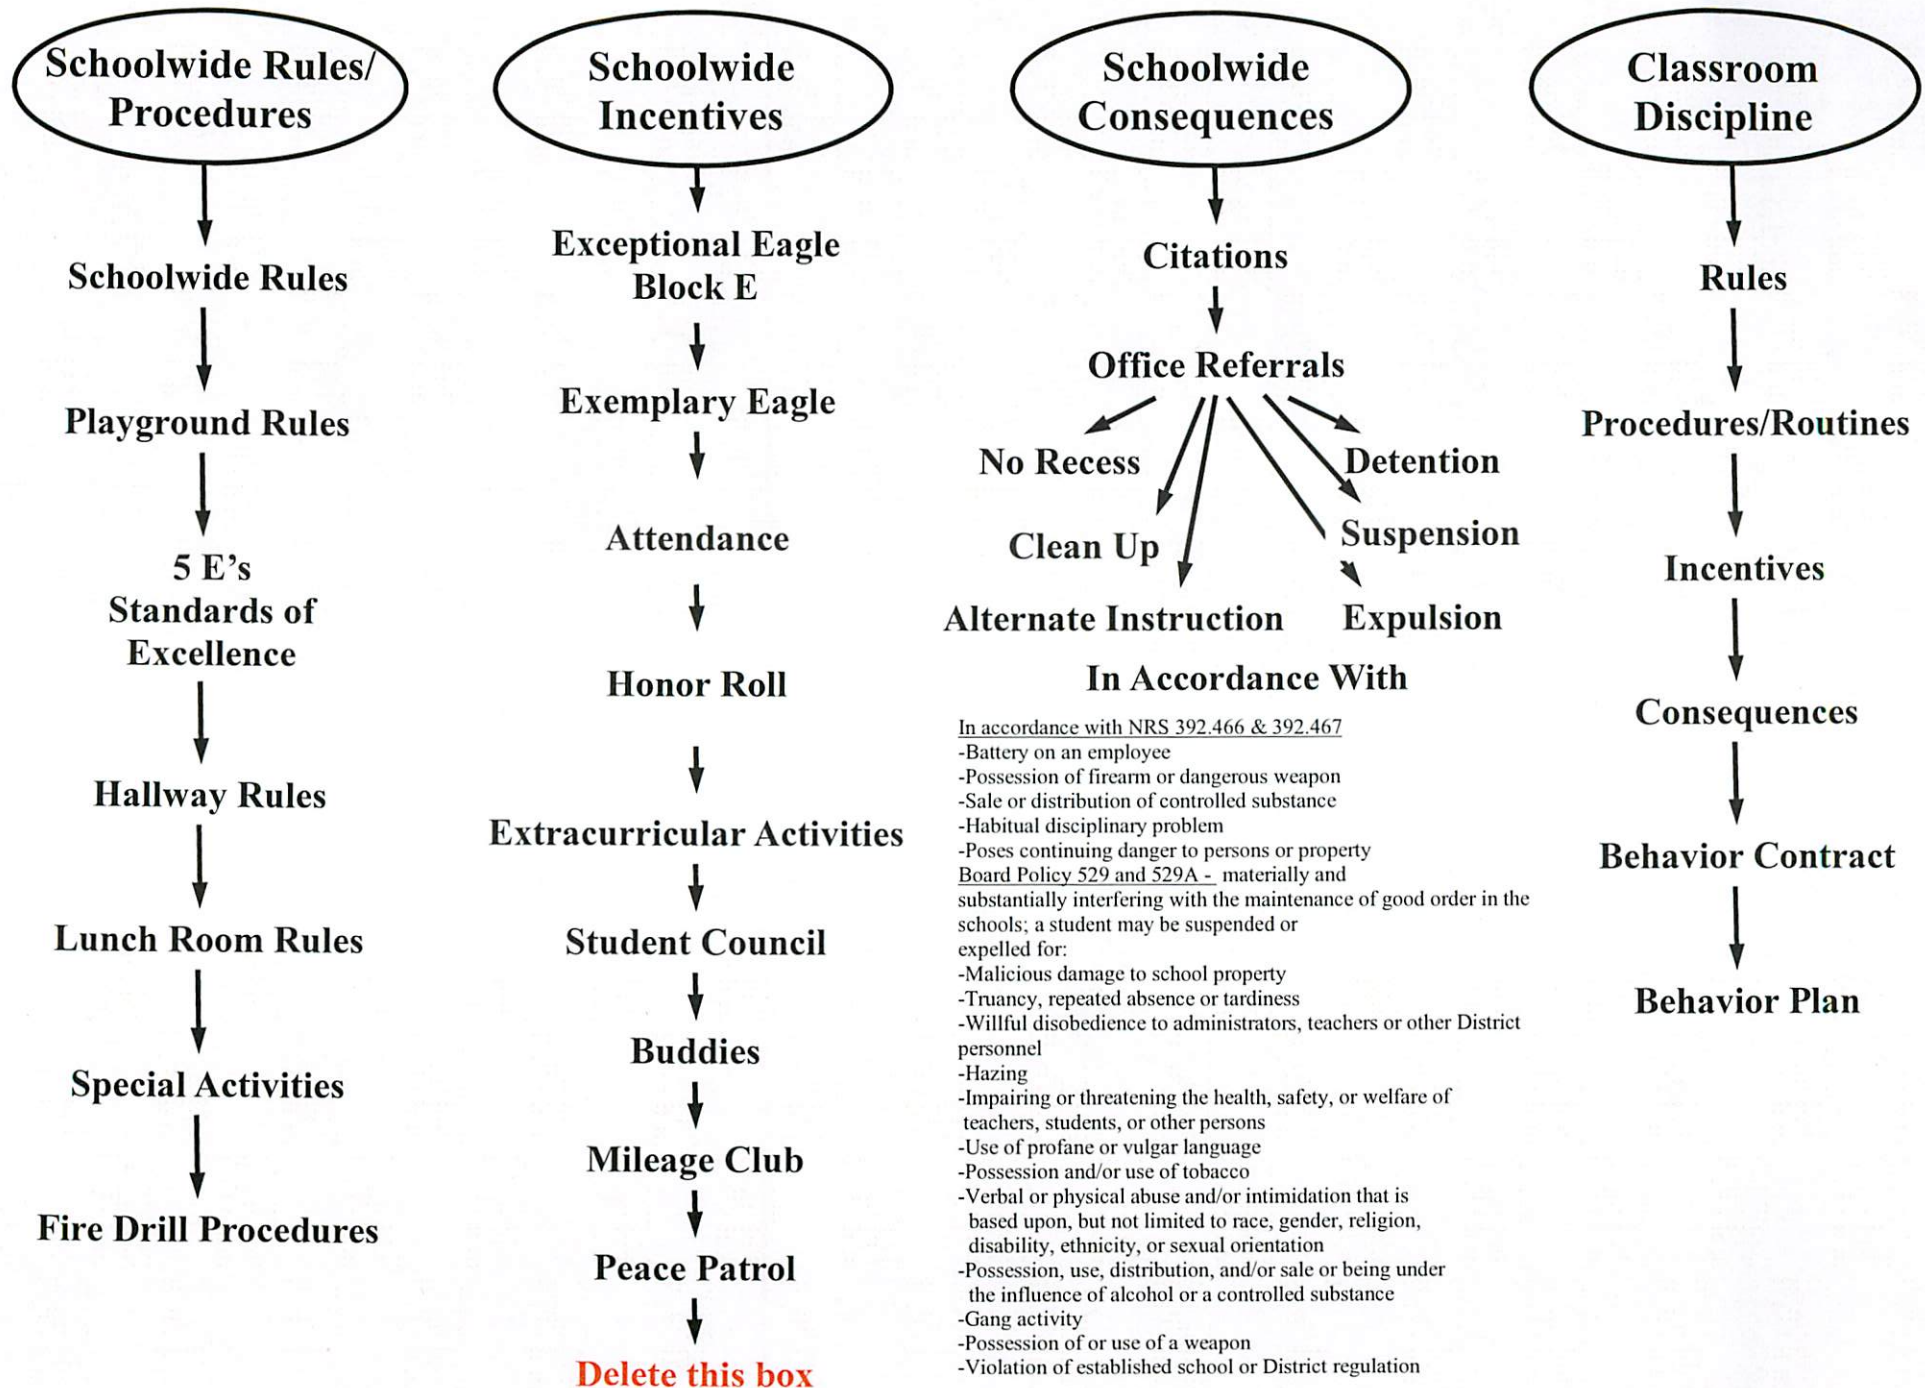 Schoolwide Rules/
Procedures
Schoolwide Rules
Playground Rules
5 E’s
Standards of
Excellence
Hallway Rules
Lunch Room Rules
Special Activities
Fire Drill Procedures
Schoolwide
Incentives
Exceptional Eagle
Block E
Exemplary Eagle
Attendance
Honor Roll
Extracurricular Activities
Student Council
Buddies
Mileage Club
Peace Patrol
Delete this box
Schoolwide
Consequences
Citations
Office Referrals
No Recess
Detention
Clean Up
Suspension
Alternate Instruction
Expulsion
In Accordance With
In accordance with NRS 392.466 & 392.467
-Battery on an employee
-Possession of firearm or dangerous weapon
-Sale or distribution of controlled substance
-Habitual disciplinary problem
-Poses continuing danger to persons or property
Board Policy 529 and 529A - materially and
substantially interfering with the maintenance of good order in the
schools; a student may be suspended or
expelled for:
-Malicious damage to school property
-Truancy, repeated absence or tardiness
-Willful disobedience to administrators, teachers or other District
personnel
-Hazing
-Impairing or threatening the health, safety, or welfare of
teachers, students, or other persons
-Use of profane or vulgar language
-Possession and/or use of tobacco
-Verbal or physical abuse and/or intimidation that is
based upon, but not limited to race, gender, religion,
disability, ethnicity, or sexual orientation
-Possession, use, distribution, and/or sale or being under
the influence of alcohol or a controlled substance
-Gang activity
-Possession of or use of a weapon
-Violation of established school or District regulation
Classroom
Discipline
Rules
Procedures/Routines
Incentives
Consequences
Behavior Contract
Behavior Plan